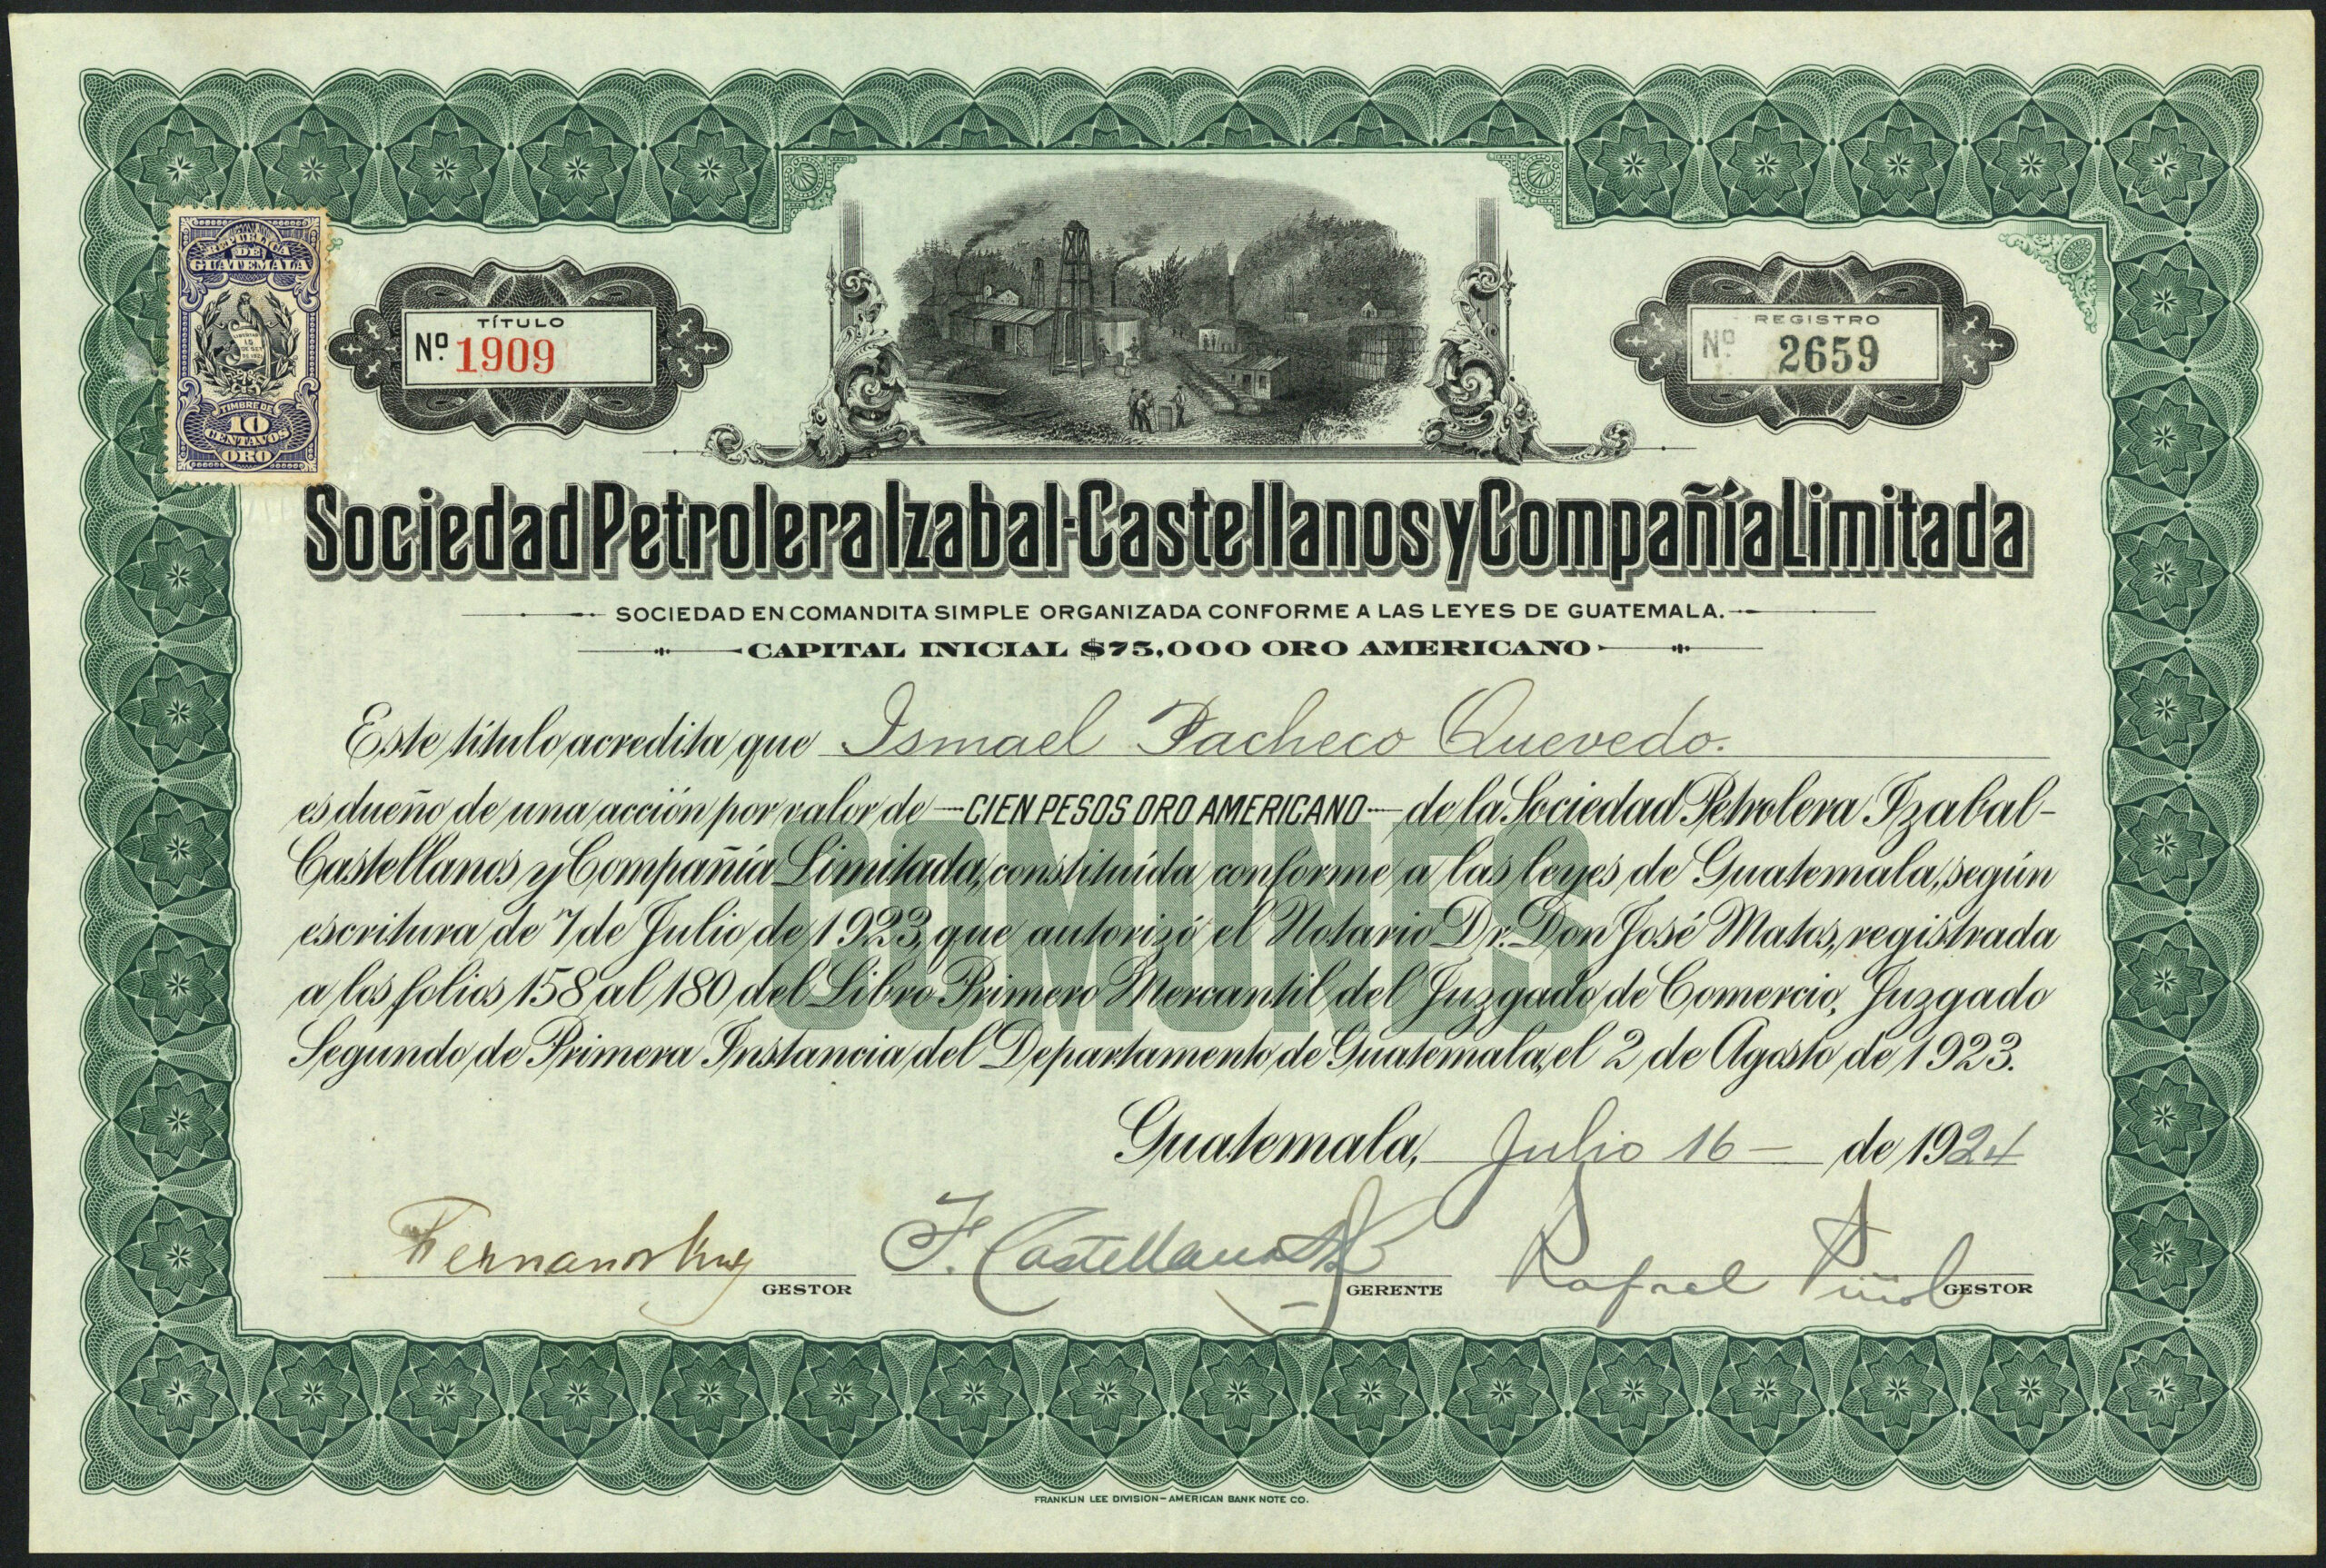 REPUBLICA
DE
GUATEMALA
TIMBRE DE
10
CENTAVOS
ORO
TÍTULO
Nº 1909
REGISTRO
Nº 2659
Sociedad Petrolera Izabal-Castellanos y Compañía Limitada
SOCIEDAD EN COMANDITA SIMPLE ORGANIZADA CONFORME A LAS LEYES DE GUATEMALA.
CAPITAL INICIAL $75,000 ORO AMERICANO
Este título acredita que Ismael Pacheco Quevedo.
es dueño de una acción por valor de —CIEN PESOS ORO AMERICANO— de la Sociedad Petrolera Izabal-
Castellanos y Compañía Limitada, constituída conforme a las leyes de Guatemala, según
escritura de 7 de Julio de 1923, que autorizó el Notario Dr. Don José Matos, registrada
a los folios 158 al 180 del Libro Primero Mercantil del Juzgado de Comercio, Juzgado
Segundo de Primera Instancia del Departamento de Guatemala, el 2 de Agosto de 1923.
COMUNES
Guatemala, Julio 16 — de 1924
F. Castellanos B. Rafael Piñol
GESTOR GERENTE GESTOR
FRANKLIN LEE DIVISION—AMERICAN BANK NOTE CO.